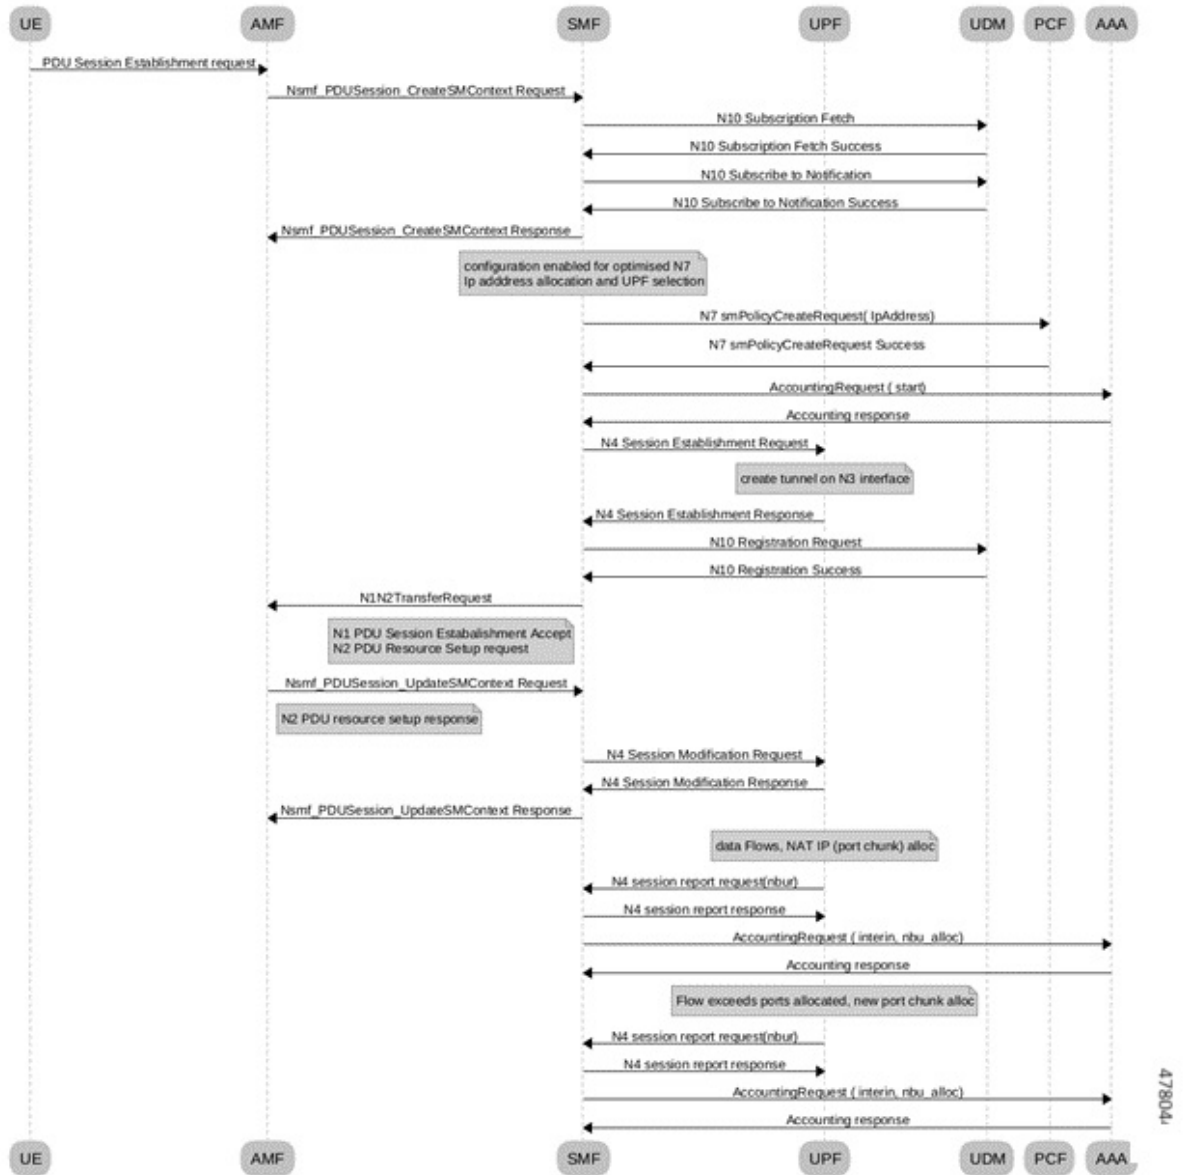 UE AMF SMF UPF UDM PCF AAA
PDU Session Establishment request
Nsmf_PDUSession_CreateSMContext Request
N10 Subscription Fetch
N10 Subscription Fetch Success
N10 Subscribe to Notification
N10 Subscribe to Notification Success
Nsmf_PDUSession_CreateSMContext Response
configuration enabled for optimised N7
Ip adddress allocation and UPF selection
N7 smPolicyCreateRequest( IpAddress)
N7 smPolicyCreateRequest Success
AccountingRequest ( start)
Accounting response
N4 Session Establishment Request
create tunnel on N3 interface
N4 Session Establishment Response
N10 Registration Request
N10 Registration Success
N1N2TransferRequest
N1 PDU Session Estabalishment Accept
N2 PDU Resource Setup request
Nsmf_PDUSession_UpdateSMContext Request
N2 PDU resource setup response
N4 Session Modification Request
N4 Session Modification Response
Nsmf_PDUSession_UpdateSMContext Response
data Flows, NAT IP (port chunk) alloc
N4 session report request(nbur)
N4 session report response
AccountingRequest ( interin, nbu_alloc)
Accounting response
Flow exceeds ports allocated, new port chunk alloc
N4 session report request(nbur)
N4 session report response
AccountingRequest ( interin, nbu_alloc)
Accounting response
UE AMF SMF UPF UDM PCF AAA